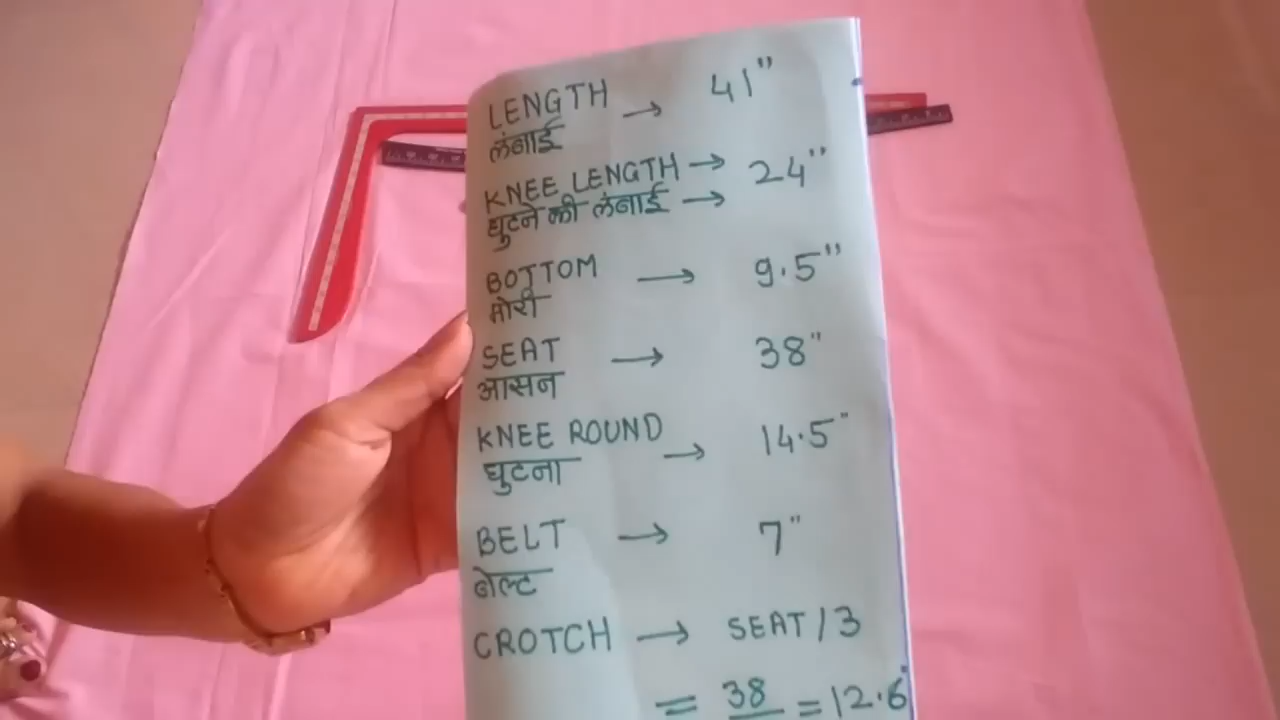 LENGTH → 41"
लंबाई
KNEE LENGTH → 24"
घुटने की लंबाई →
BOTTOM → 9.5"
मोरी
SEAT → 38"
आसन
KNEE ROUND → 14.5"
घुटना
BELT → 7"
बेल्ट
CROTCH → SEAT/3
= 38 = 12.6"